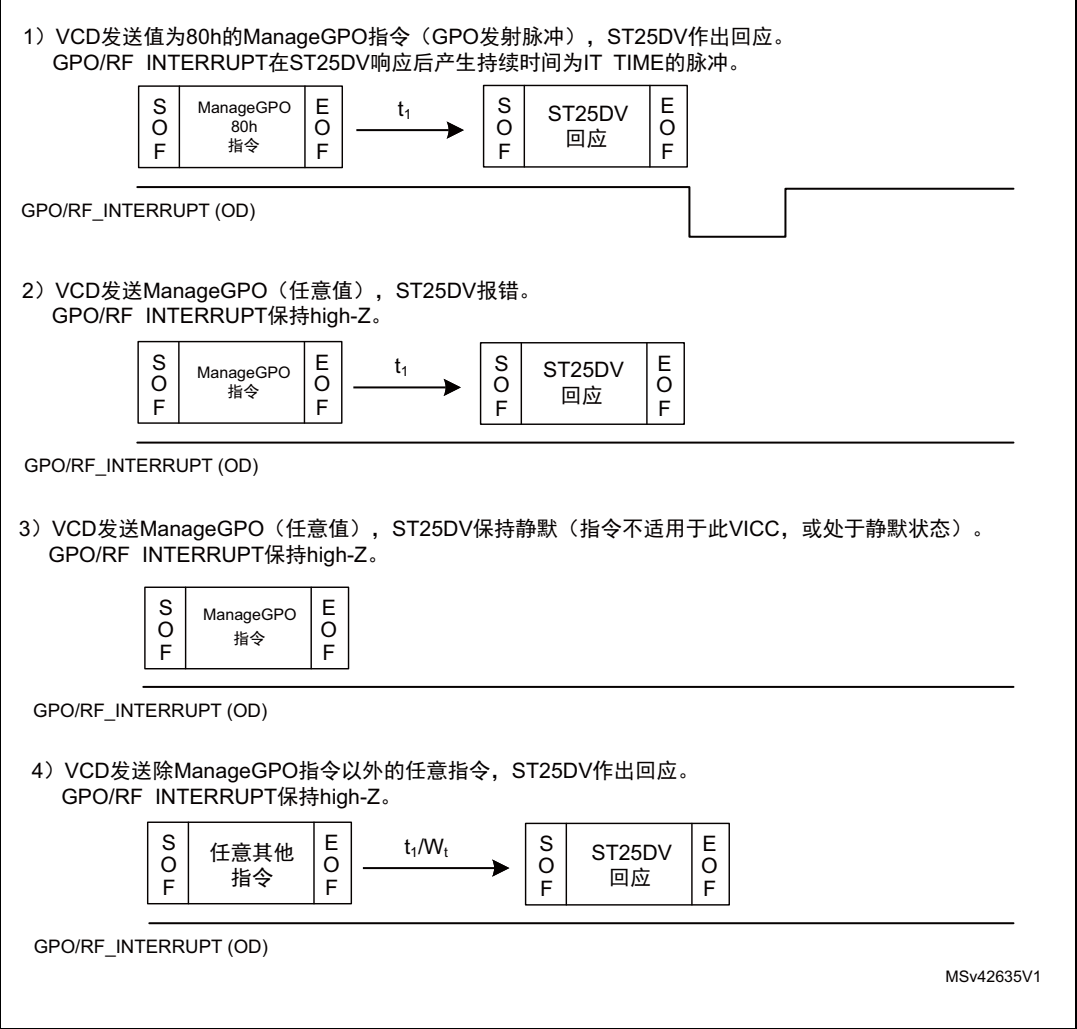 1）VCD发送值为80h的ManageGPO指令（GPO发射脉冲），ST25DV作出回应。
GPO/RF INTERRUPT在ST25DV响应后产生持续时间为IT TIME的脉冲。
SOF
ManageGPO
80h
指令
EOF
t1
SOF
ST25DV
回应
EOF
GPO/RF_INTERRUPT (OD)
2）VCD发送ManageGPO（任意值），ST25DV报错。
GPO/RF INTERRUPT保持high-Z。
SOF
ManageGPO
指令
EOF
t1
SOF
ST25DV
回应
EOF
GPO/RF_INTERRUPT (OD)
3）VCD发送ManageGPO（任意值），ST25DV保持静默（指令不适用于此VICC，或处于静默状态）。
GPO/RF INTERRUPT保持high-Z。
SOF
ManageGPO
指令
EOF
GPO/RF_INTERRUPT (OD)
4）VCD发送除ManageGPO指令以外的任意指令，ST25DV作出回应。
GPO/RF INTERRUPT保持high-Z。
SOF
任意其他
指令
EOF
t1/Wt
SOF
ST25DV
回应
EOF
GPO/RF_INTERRUPT (OD)
MSv42635V1